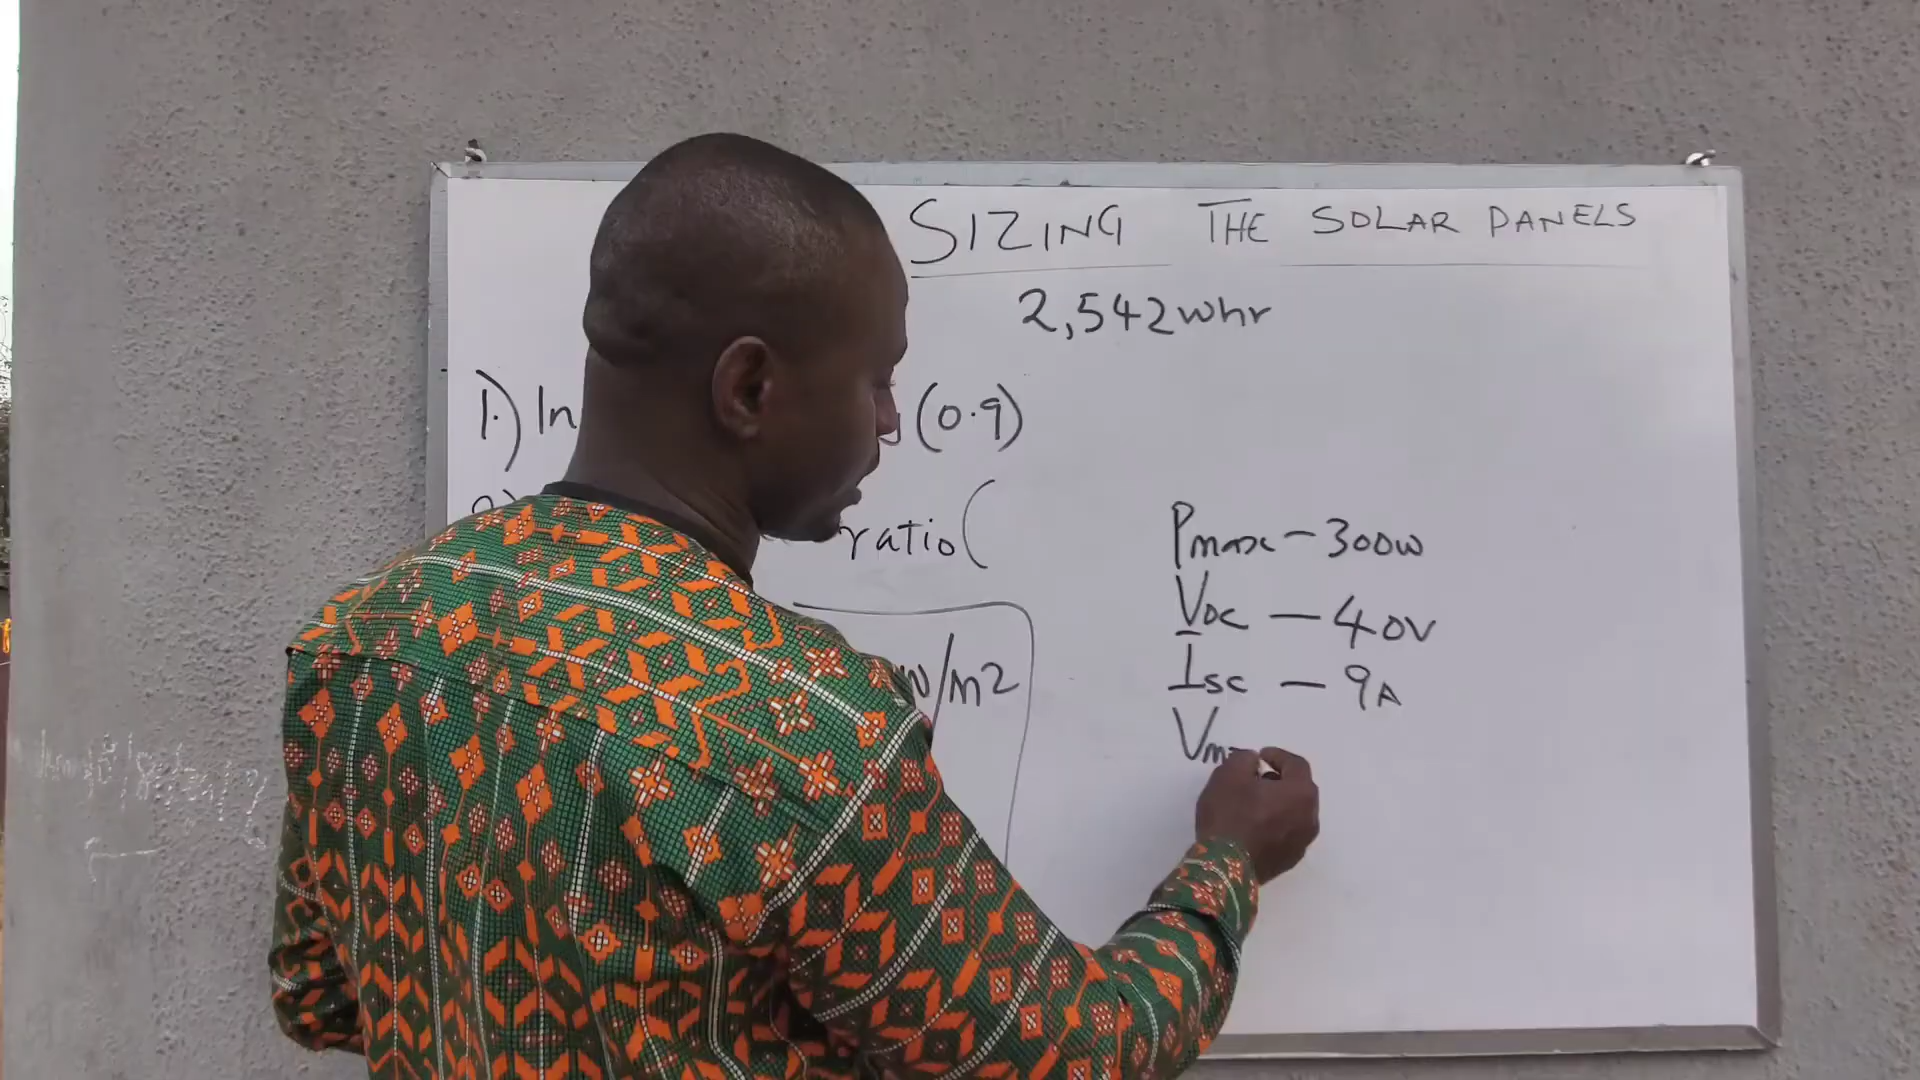 SIZING THE SOLAR PANELS
2,542whr
1.) In (0.9)
ratio(
W/m2
Pmax - 300w
Voc - 40V
Isc - 9A
Vm